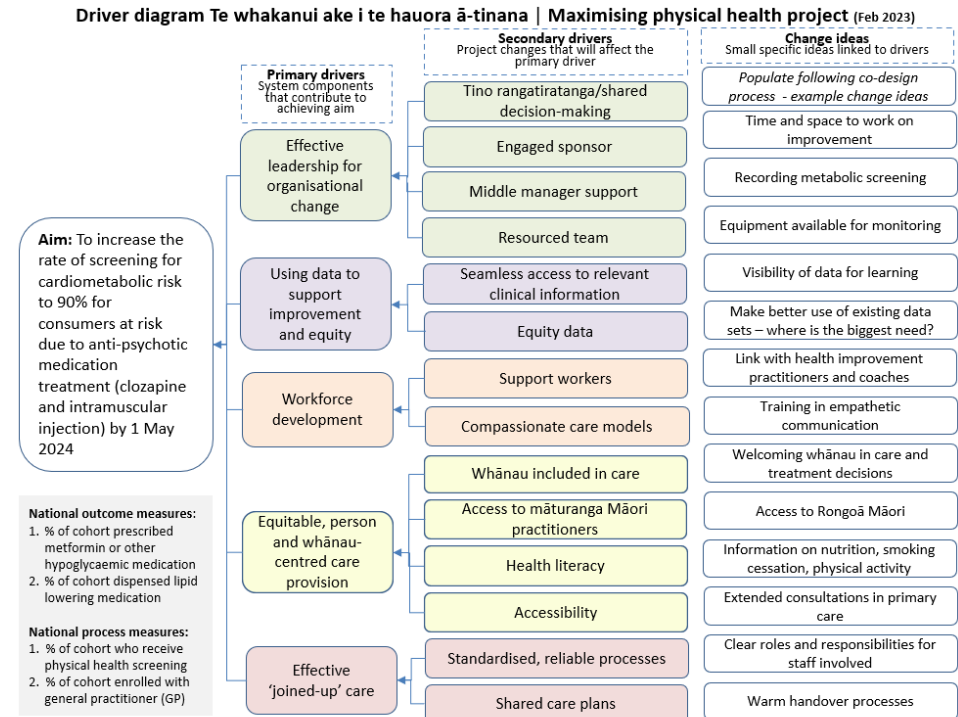 Driver diagram Te whakanui ake i te hauora ā-tinana | Maximising physical health project (Feb 2023)
Primary drivers
System components
that contribute to
achieving aim
Secondary drivers
Project changes that will affect the
primary driver
Change ideas
Small specific ideas linked to drivers
Aim: To increase the
rate of screening for
cardiometabolic risk
to 90% for
consumers at risk
due to anti-psychotic
medication
treatment (clozapine
and intramuscular
injection) by 1 May
2024
National outcome measures:
1. % of cohort prescribed
metformin or other
hypoglycaemic medication
2. % of cohort dispensed lipid
lowering medication
National process measures:
1. % of cohort who receive
physical health screening
2. % of cohort enrolled with
general practitioner (GP)
Effective
leadership for
organisational
change
Using data to
support
improvement
and equity
Workforce
development
Equitable, person
and whānau-
centred care
provision
Effective
‘joined-up’ care
Tino rangatiratanga/shared
decision-making
Engaged sponsor
Middle manager support
Resourced team
Seamless access to relevant
clinical information
Equity data
Support workers
Compassionate care models
Whānau included in care
Access to māturanga Māori
practitioners
Health literacy
Accessibility
Standardised, reliable processes
Shared care plans
Populate following co-design
process - example change ideas
Time and space to work on
improvement
Recording metabolic screening
Equipment available for monitoring
Visibility of data for learning
Make better use of existing data
sets – where is the biggest need?
Link with health improvement
practitioners and coaches
Training in empathetic
communication
Welcoming whānau in care and
treatment decisions
Access to Rongoā Māori
Information on nutrition, smoking
cessation, physical activity
Extended consultations in primary
care
Clear roles and responsibilities for
staff involved
Warm handover processes